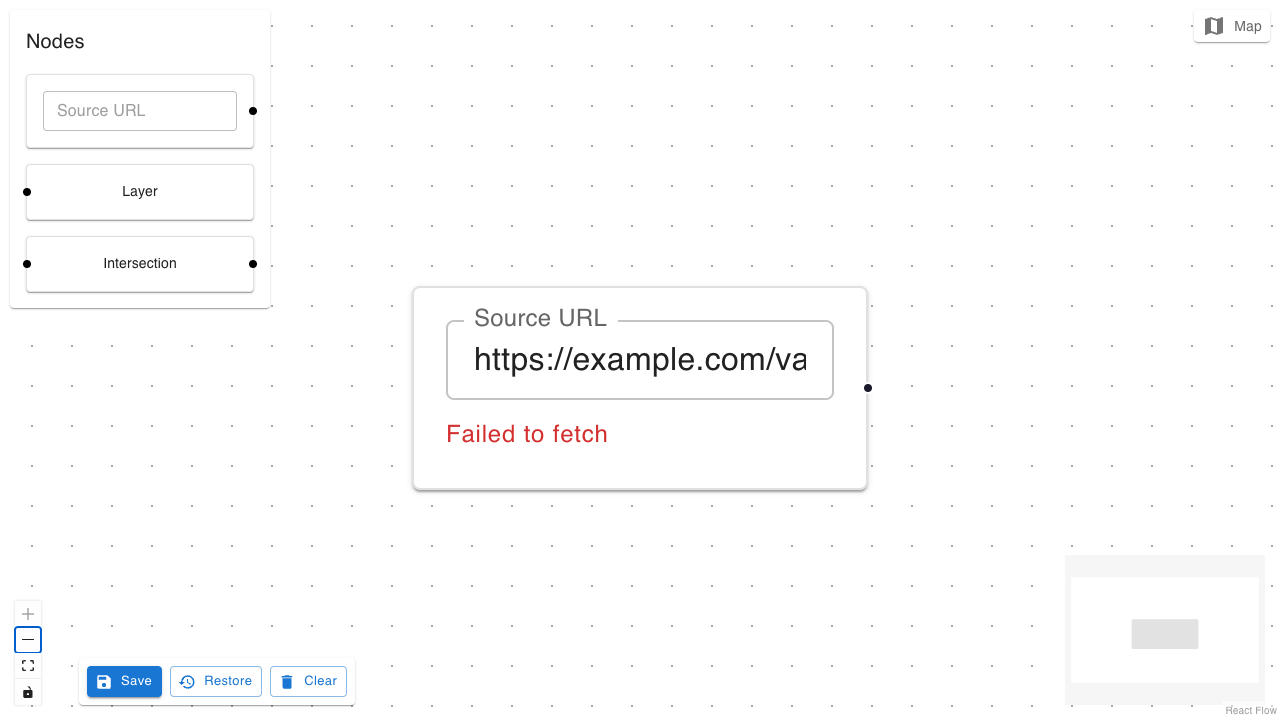 Nodes
Source URL
Layer
Intersection
Map
Source URL
https://example.com/va
Failed to fetch
Save
Restore
Clear
React Flow